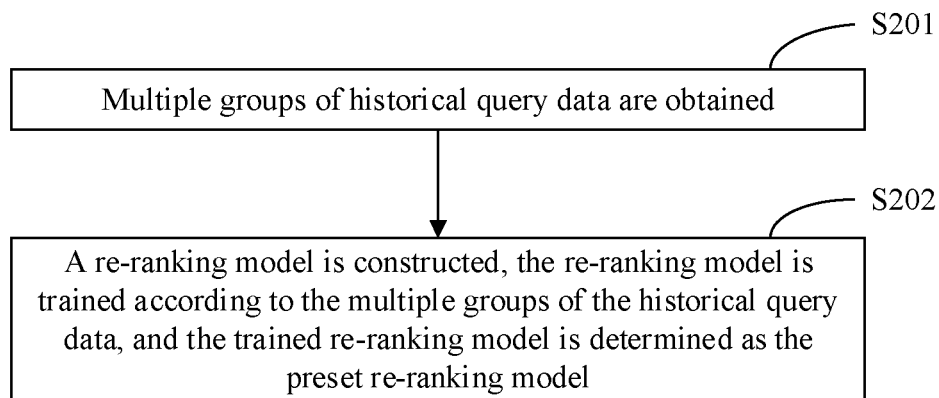 S201
Multiple groups of historical query data are obtained
S202
A re-ranking model is constructed, the re-ranking model is
trained according to the multiple groups of the historical query
data, and the trained re-ranking model is determined as the
preset re-ranking model